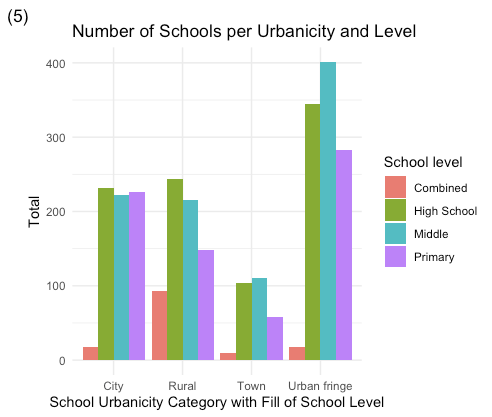 (5)
Number of Schools per Urbanicity and Level
400
300
200
100
0
Total
City Rural Town Urban fringe
School Urbanicity Category with Fill of School Level
School level
Combined
High School
Middle
Primary